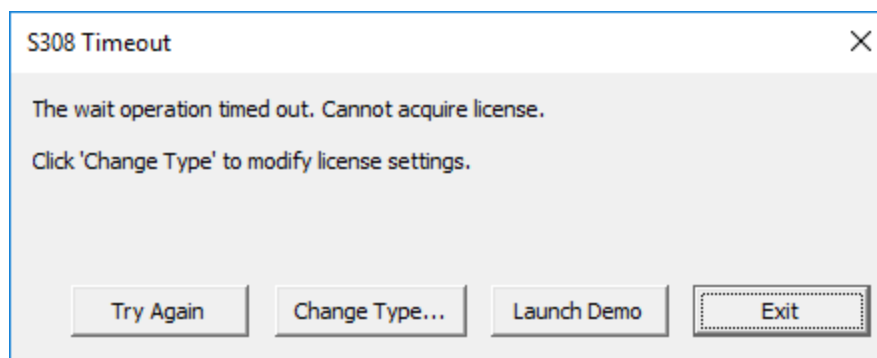 S308 Timeout
The wait operation timed out. Cannot acquire license.
Click 'Change Type' to modify license settings.
Try Again Change Type... Launch Demo Exit